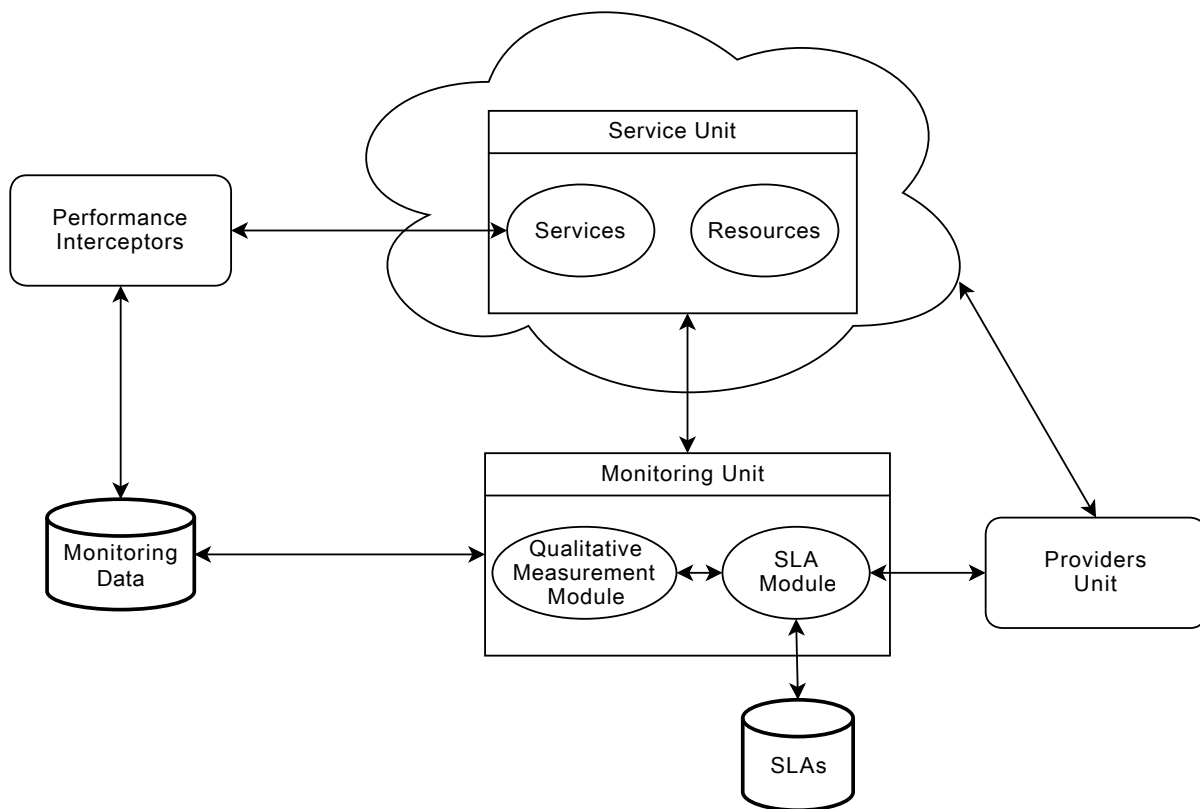 Service Unit
Performance
Interceptors
Services
Resources
Monitoring Unit
Monitoring
Data
Qualitative
Measurement
Module
SLA
Module
Providers
Unit
SLAs